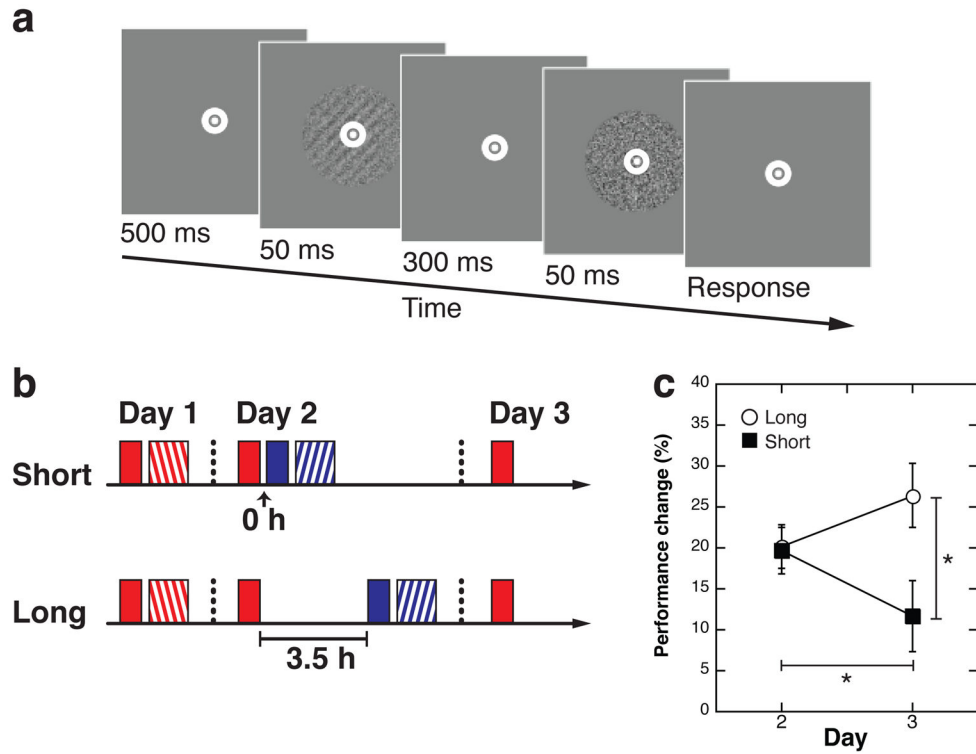 a
500 ms
50 ms
300 ms
50 ms
Response
Time
b
Day 1 Day 2 Day 3
Short
0 h
Long
3.5 h
c
40
35
30
25
20
15
10
5
0
Performance change (%)
Long
Short
*
*
2 3
Day